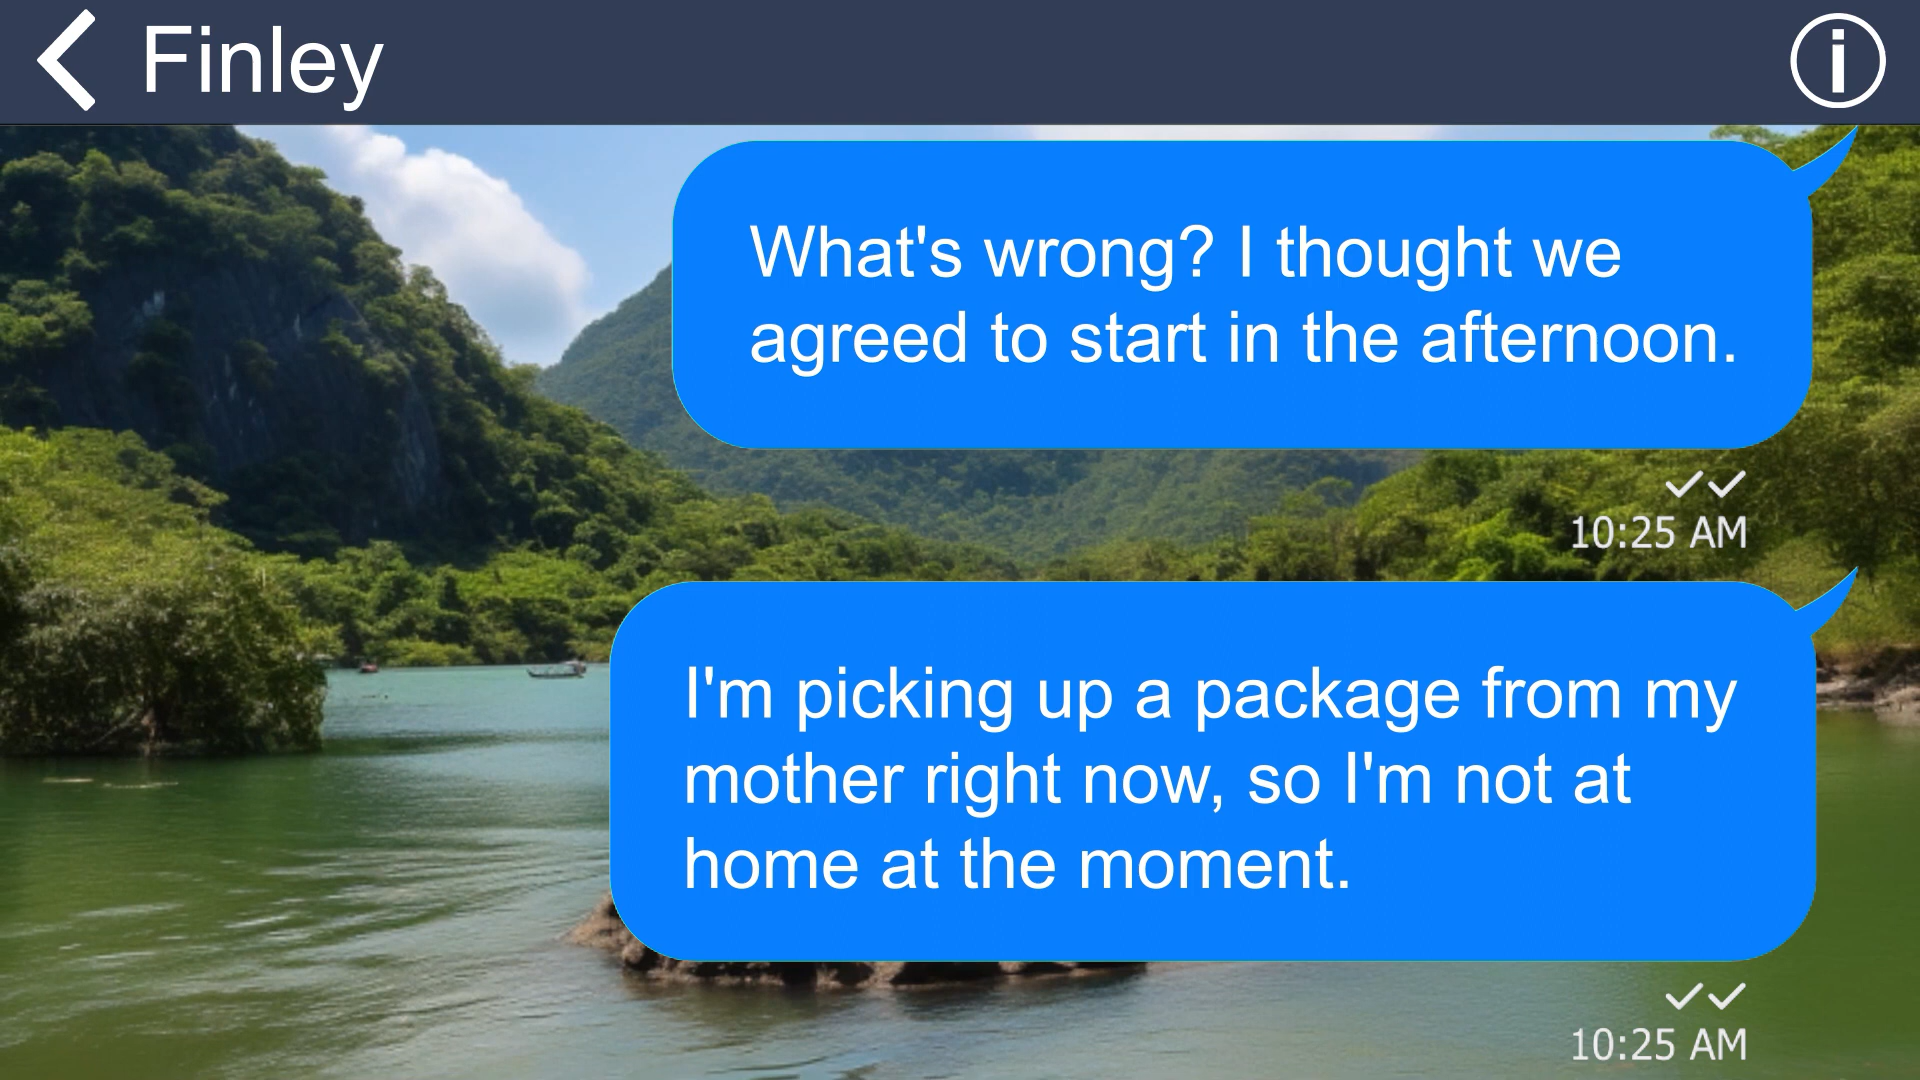 Finley
What's wrong? I thought we
agreed to start in the afternoon.
10:25 AM
I'm picking up a package from my
mother right now, so I'm not at
home at the moment.
10:25 AM